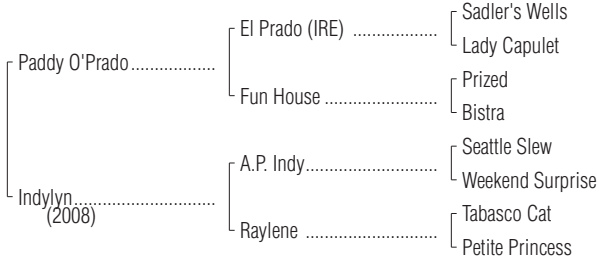 Sadler's Wells
El Prado (IRE) ..................
Lady Capulet
Paddy O'Prado..................
Prized
Fun House ........................
Bistra
Seattle Slew
A.P. Indy............................
Weekend Surprise
Indylyn..............................
(2008)
Tabasco Cat
Raylene ............................
Petite Princess